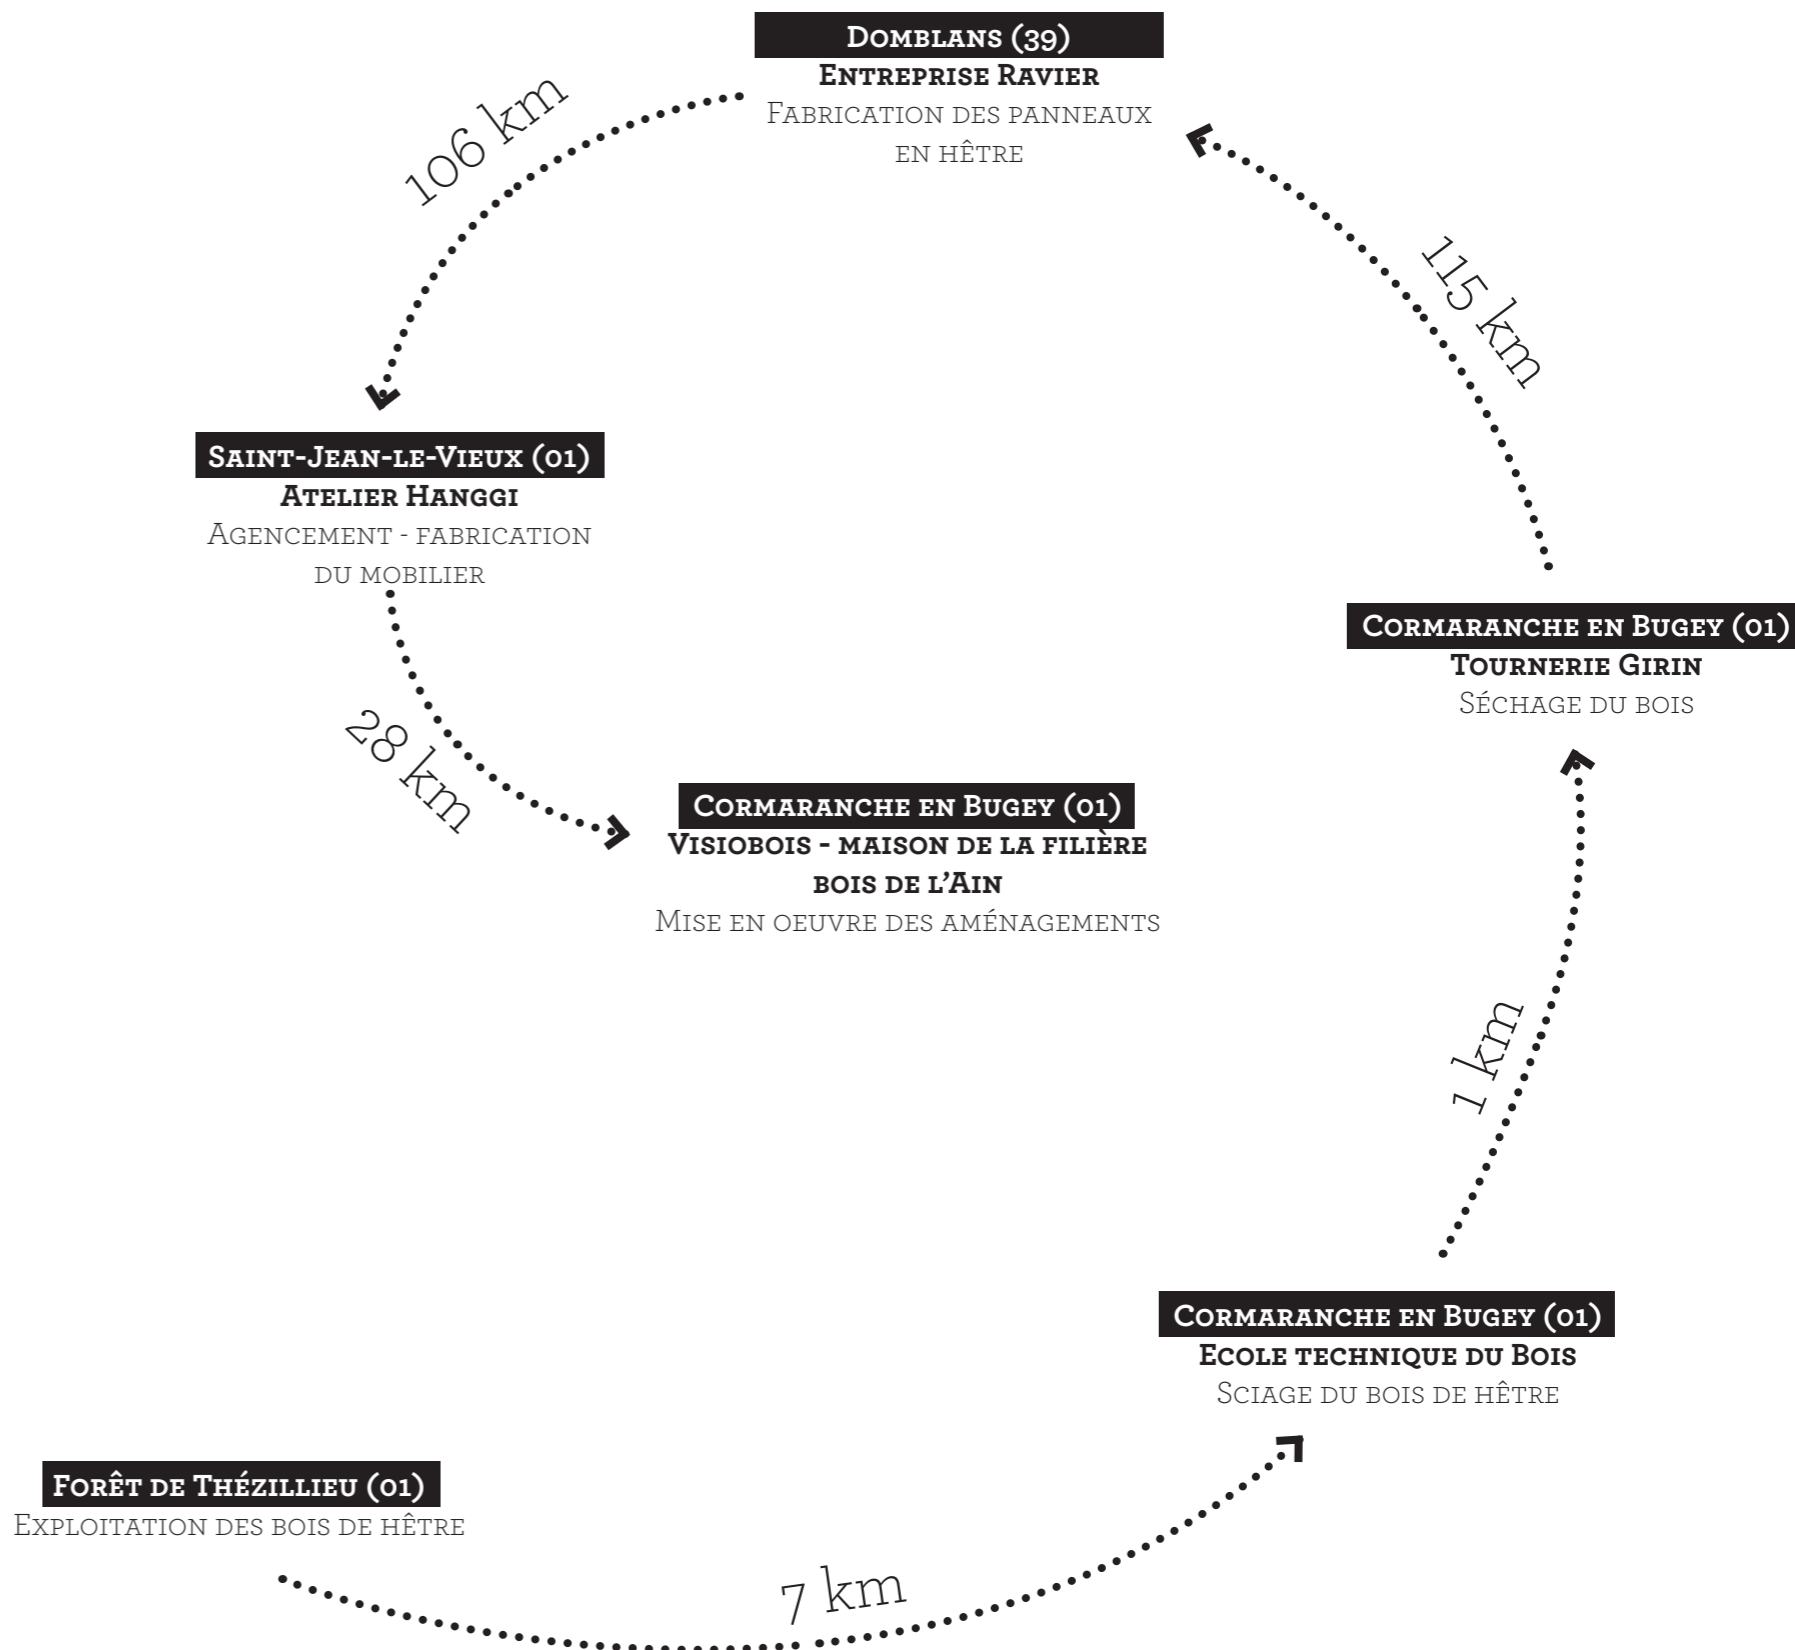 Domblans (39)
Entreprise Ravier
Fabrication des panneaux
en hêtre
106 km
115 km
Saint-Jean-le-Vieux (01)
Atelier Hanggi
Agencement - fabrication
du mobilier
Cormaranche en Bugey (01)
Tournerie Girin
Séchage du bois
28 km
Cormaranche en Bugey (01)
Visiobois - maison de la filière
bois de l'Ain
Mise en oeuvre des aménagements
1 km
Cormaranche en Bugey (01)
Ecole technique du Bois
Sciage du bois de hêtre
Forêt de Thézillieu (01)
Exploitation des bois de hêtre
7 km